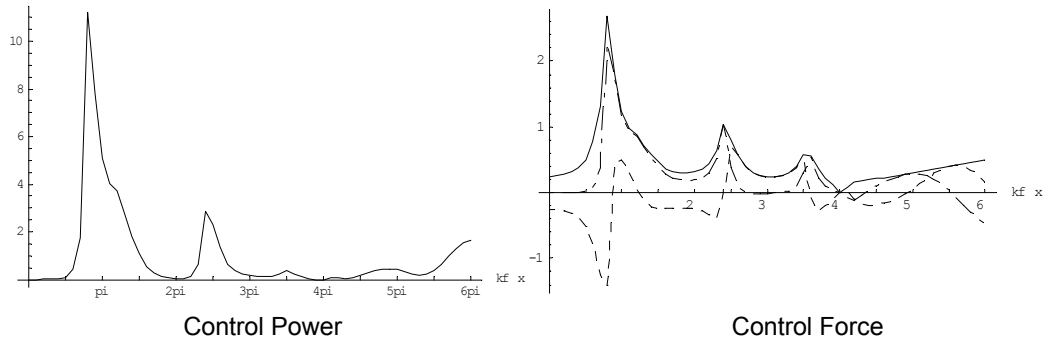 10
8
6
4
2
pi
2pi
3pi
4pi
5pi
6pi
kf x
Control Power
2
1
-1
2
3
4
5
6
kf x
Control Force